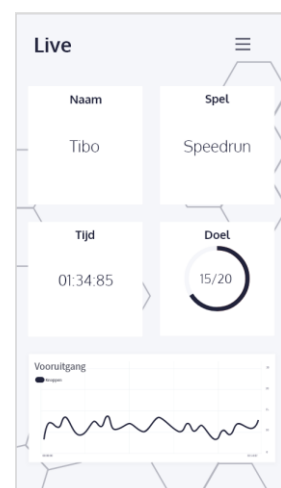 Live
Naam
Spel
Tibo
Speedrun
Tijd
Doel
01:34:85
15/20
Vooruitgang